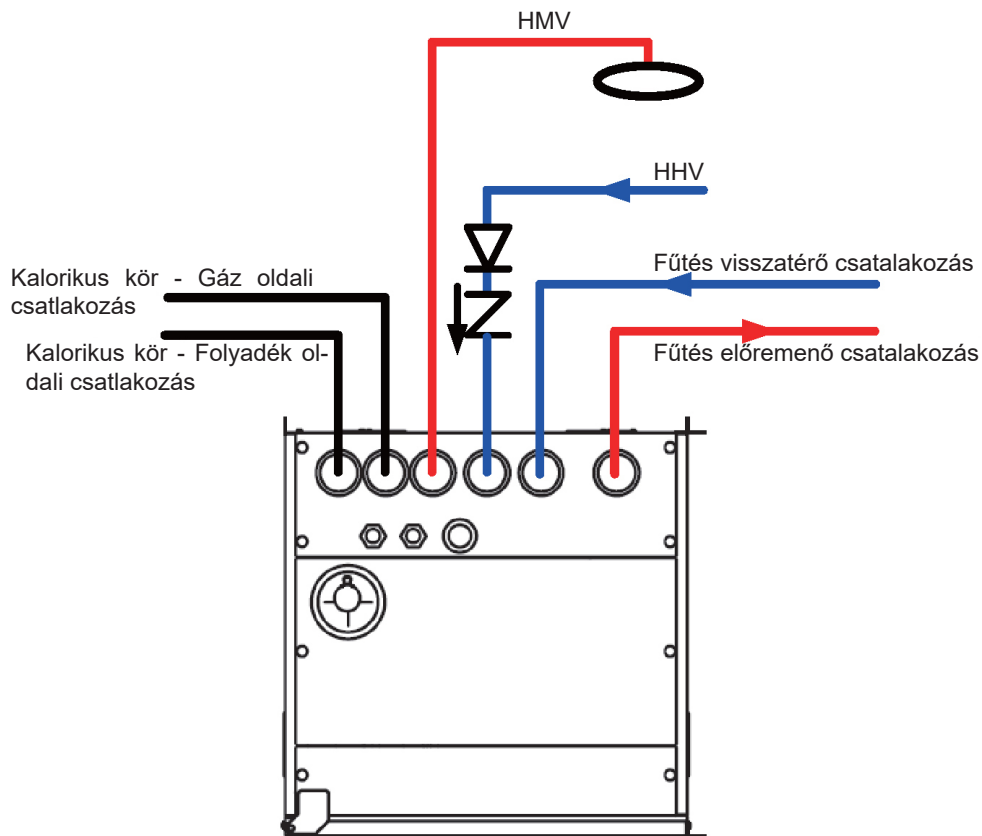 HMV
HHV
Kalorikus kör - Gáz oldali
csatlakozás
Fűtés visszatérő csatalakozás
Kalorikus kör - Folyadék ol-
dali csatlakozás
Fűtés előremenő csatalakozás